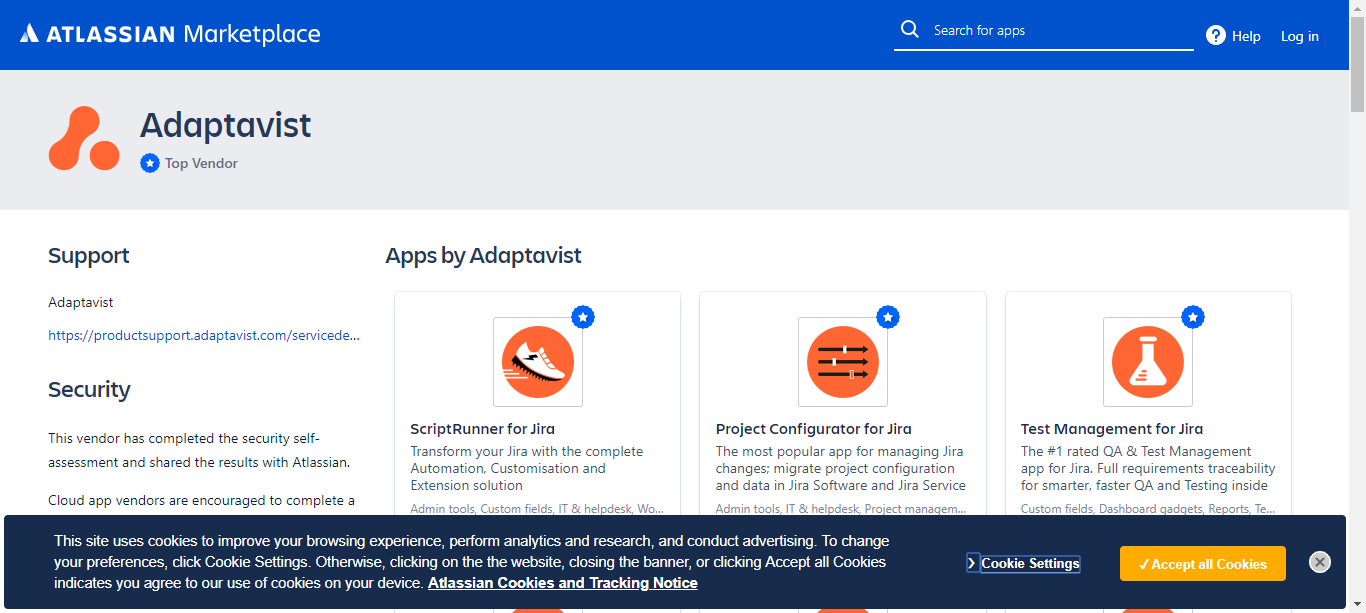 ATLASSIAN Marketplace
Search for apps
? Help
Log in
Adaptavist
Top Vendor
Support
Adaptavist
https://productsupport.adaptavist.com/servicede...
Security
This vendor has completed the security self-
assessment and shared the results with Atlassian.
Cloud app vendors are encouraged to complete a
Apps by Adaptavist
ScriptRunner for Jira
Transform your Jira with the complete
Automation, Customisation and
Extension solution
Admin tools, Custom fields, IT & helpdesk, Wo...
Project Configurator for Jira
The most popular app for managing Jira
changes; migrate project configuration
and data in Jira Software and Jira Service
Admin tools, IT & helpdesk, Project managem...
Test Management for Jira
The #1 rated QA & Test Management
app for Jira. Full requirements traceability
for smarter, faster QA and Testing inside
Custom fields, Dashboard gadgets, Reports, Te...
This site uses cookies to improve your browsing experience, perform analytics and research, and conduct advertising. To change
your preferences, click Cookie Settings. Otherwise, clicking on the the website, closing the banner, or clicking Accept all Cookies
indicates you agree to our use of cookies on your device. Atlassian Cookies and Tracking Notice
❯ Cookie Settings
✓ Accept all Cookies